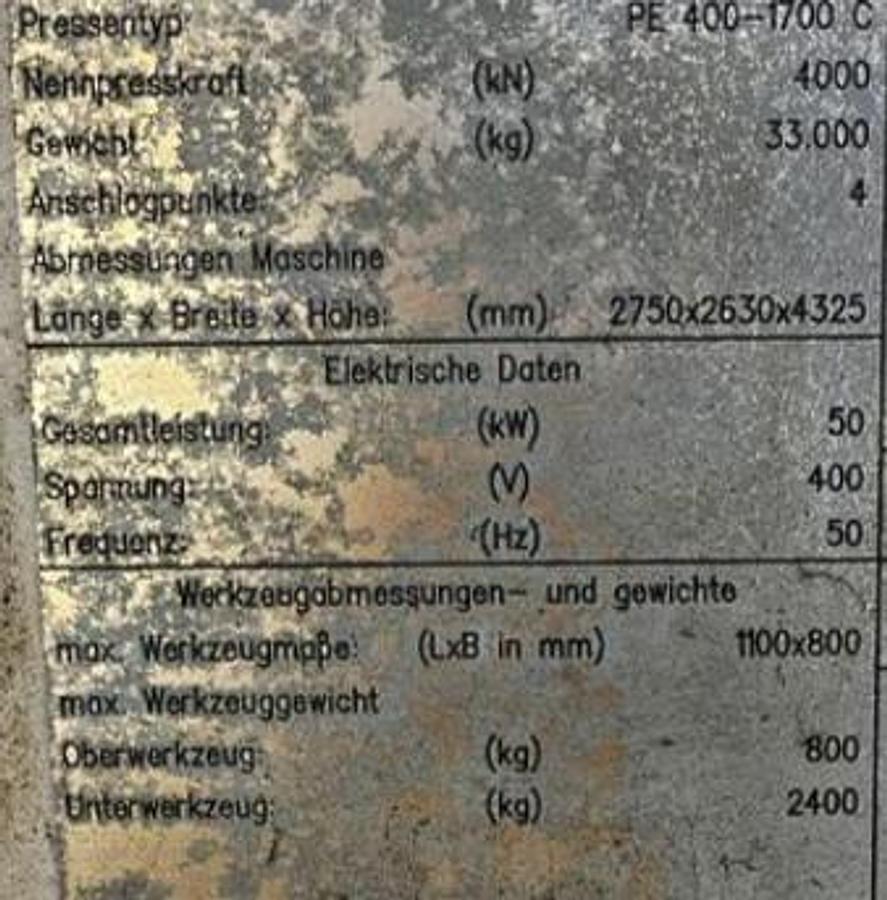 Pressentyp PE 400-1700 C
Nennpresskraft (kN) 4000
Gewicht (kg) 33.000
Anschlagpunkte: 4
Abmessungen Maschine
Länge x Breite x Höhe: (mm) 2750x2630x4325
Elektrische Daten
Gesamtleistung: (kW) 50
Spannung: (V) 400
Frequenz: (Hz) 50
Werkzeugabmessungen- und gewichte
max. Werkzeugmaße: (LxB in mm) 1100x800
max. Werkzeuggewicht
Oberwerkzeug: (kg) 800
Unterwerkzeug: (kg) 2400